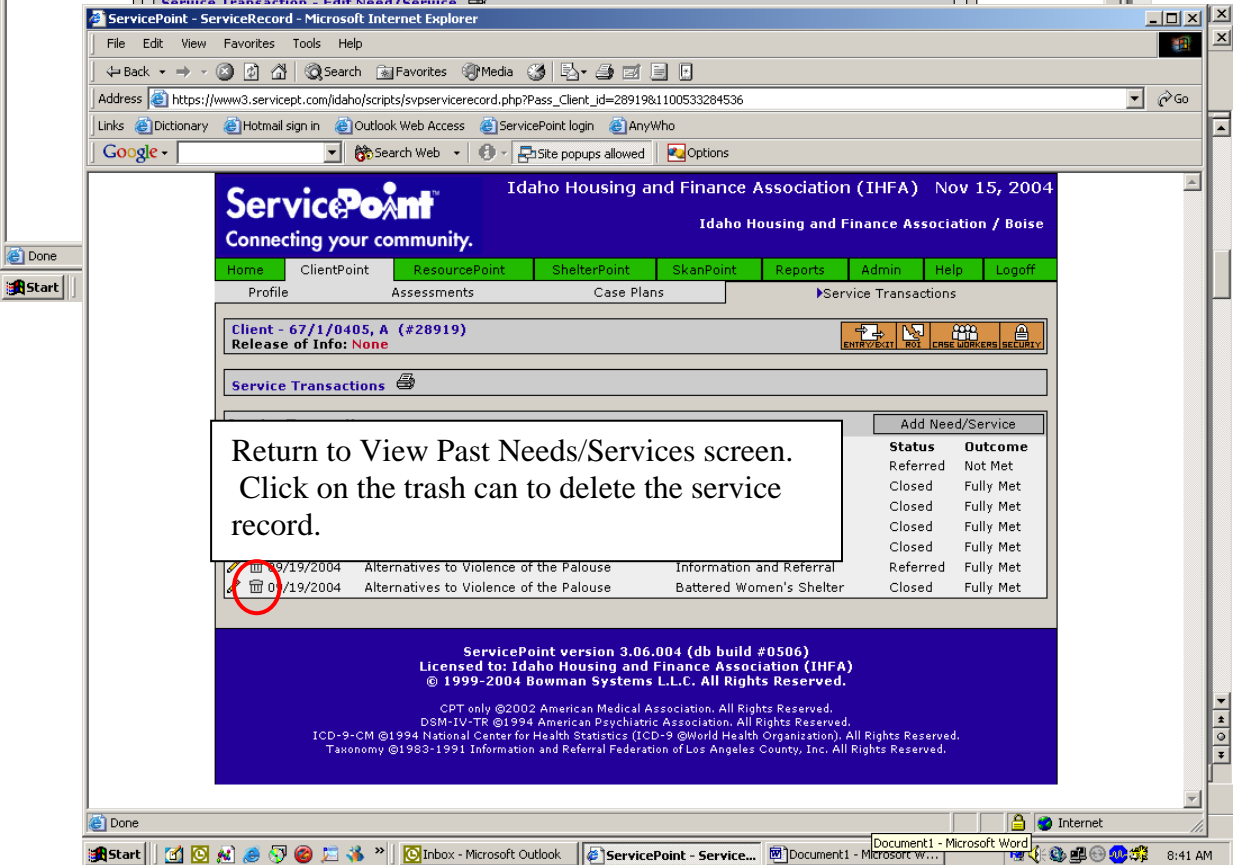 Service Transaction - Edit Need/Service
ServicePoint - ServiceRecord - Microsoft Internet Explorer
File Edit View Favorites Tools Help
Back Search Favorites Media
Address https://www3.servicept.com/idaho/scripts/svpservicerecord.php?Pass_Client_id=28919&1100533284536 Go
Links Dictionary Hotmail sign in Outlook Web Access ServicePoint login AnyWho
Google Search Web Site popups allowed Options
ServicePoint™ Idaho Housing and Finance Association (IHFA) Nov 15, 2004
Idaho Housing and Finance Association / Boise
Connecting your community.
Done
Start
Home ClientPoint ResourcePoint ShelterPoint SkanPoint Reports Admin Help Logoff
Profile Assessments Case Plans Service Transactions
Client - 67/1/0405, A (#28919)
Release of Info: None
ENTRY/EXIT ROI CASE WORKERS SECURITY
Service Transactions
Add Need/Service
Return to View Past Needs/Services screen.
Click on the trash can to delete the service
record.
Status Outcome
Referred Not Met
Closed Fully Met
Closed Fully Met
Closed Fully Met
Closed Fully Met
09/19/2004 Alternatives to Violence of the Palouse Information and Referral Referred Fully Met
09/19/2004 Alternatives to Violence of the Palouse Battered Women's Shelter Closed Fully Met
ServicePoint version 3.06.004 (db build #0506)
Licensed to: Idaho Housing and Finance Association (IHFA)
© 1999-2004 Bowman Systems L.L.C. All Rights Reserved.
CPT only ©2002 American Medical Association. All Rights Reserved.
DSM-IV-TR ©1994 American Psychiatric Association. All Rights Reserved.
ICD-9-CM ©1994 National Center for Health Statistics (ICD-9 ©World Health Organization). All Rights Reserved.
Taxonomy ©1983-1991 Information and Referral Federation of Los Angeles County, Inc. All Rights Reserved.
Done Internet
Document1 - Microsoft Word
Start Inbox - Microsoft Outlook ServicePoint - Service... Document1 - Microsoft W... 8:41 AM